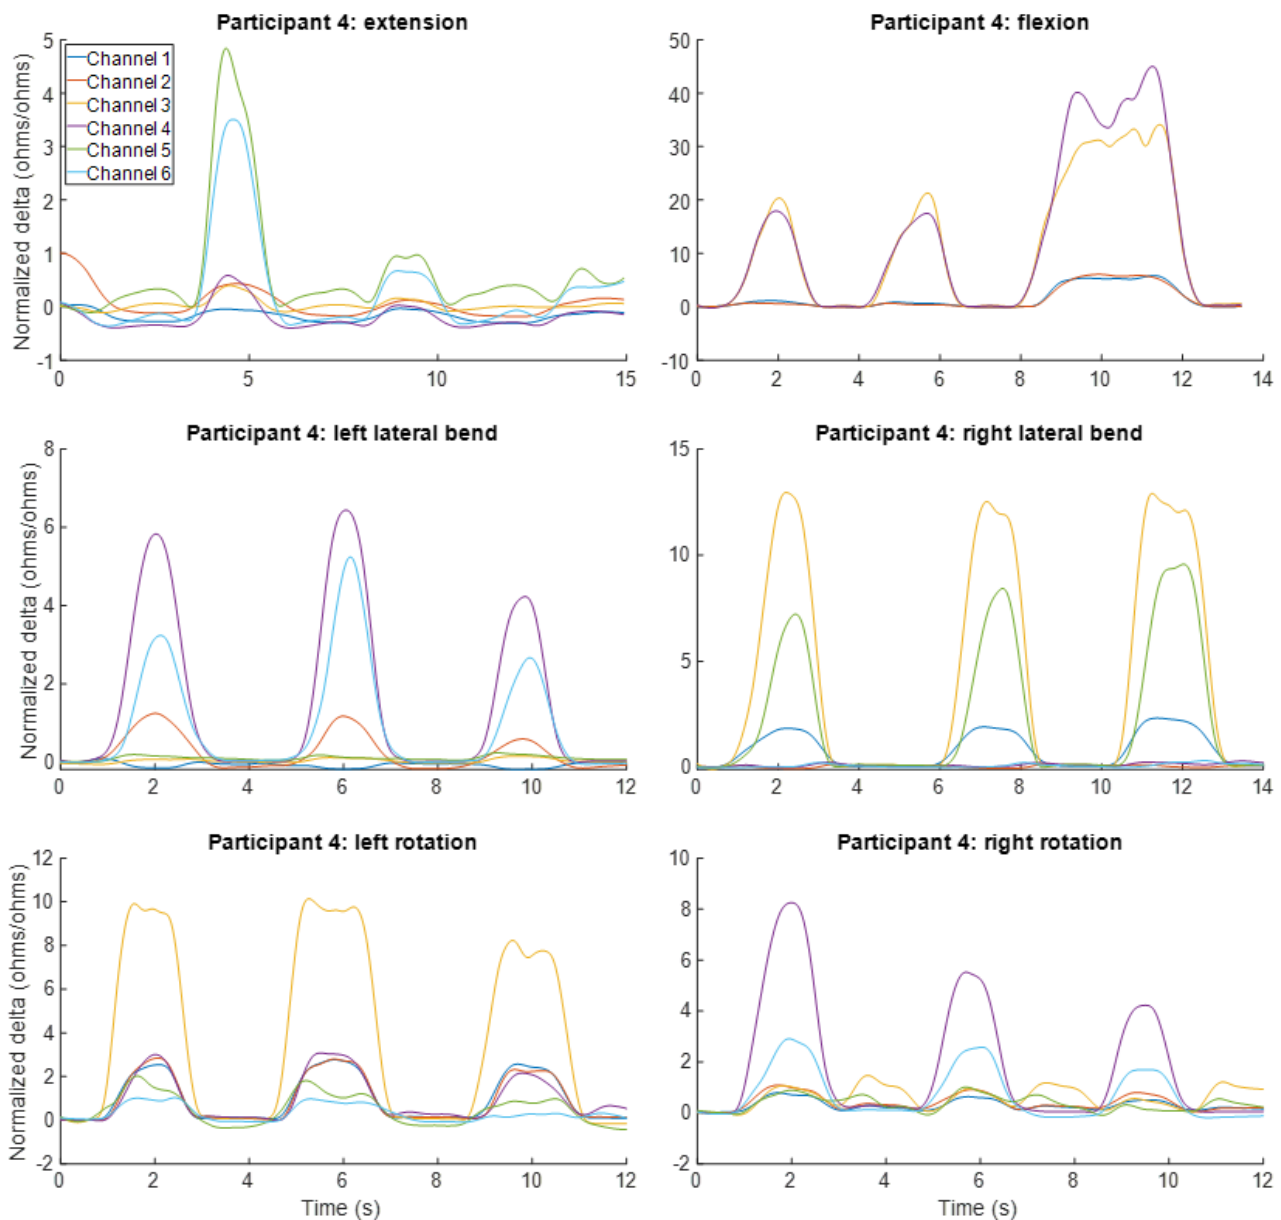 Participant 4: extension
Participant 4: flexion
Normalized delta (ohms/ohms)
5
4
3
2
1
0
-1
Channel 1
Channel 2
Channel 3
Channel 4
Channel 5
Channel 6
0 5 10 15
50
40
30
20
10
0
-10
0 2 4 6 8 10 12 14
Participant 4: left lateral bend
Participant 4: right lateral bend
Normalized delta (ohms/ohms)
8
6
4
2
0
0 2 4 6 8 10 12
15
10
5
0
0 2 4 6 8 10 12 14
Participant 4: left rotation
Participant 4: right rotation
Normalized delta (ohms/ohms)
12
10
8
6
4
2
0
-2
0 2 4 6 8 10 12
Time (s)
10
8
6
4
2
0
-2
0 2 4 6 8 10 12
Time (s)